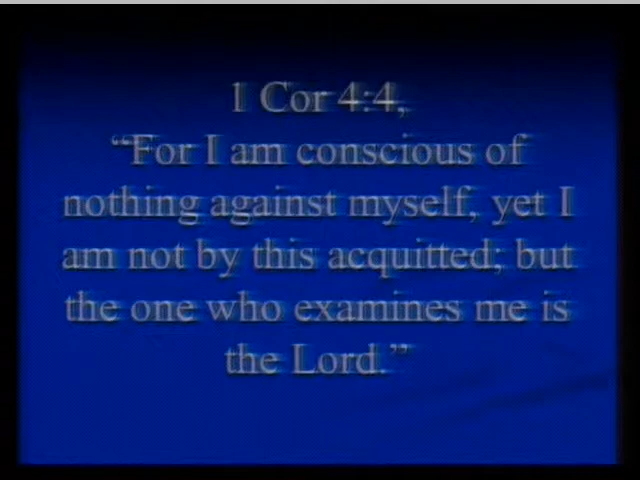 1 Cor 4:4,
“For I am conscious of
nothing against myself, yet I
am not by this acquitted; but
the one who examines me is
the Lord.”